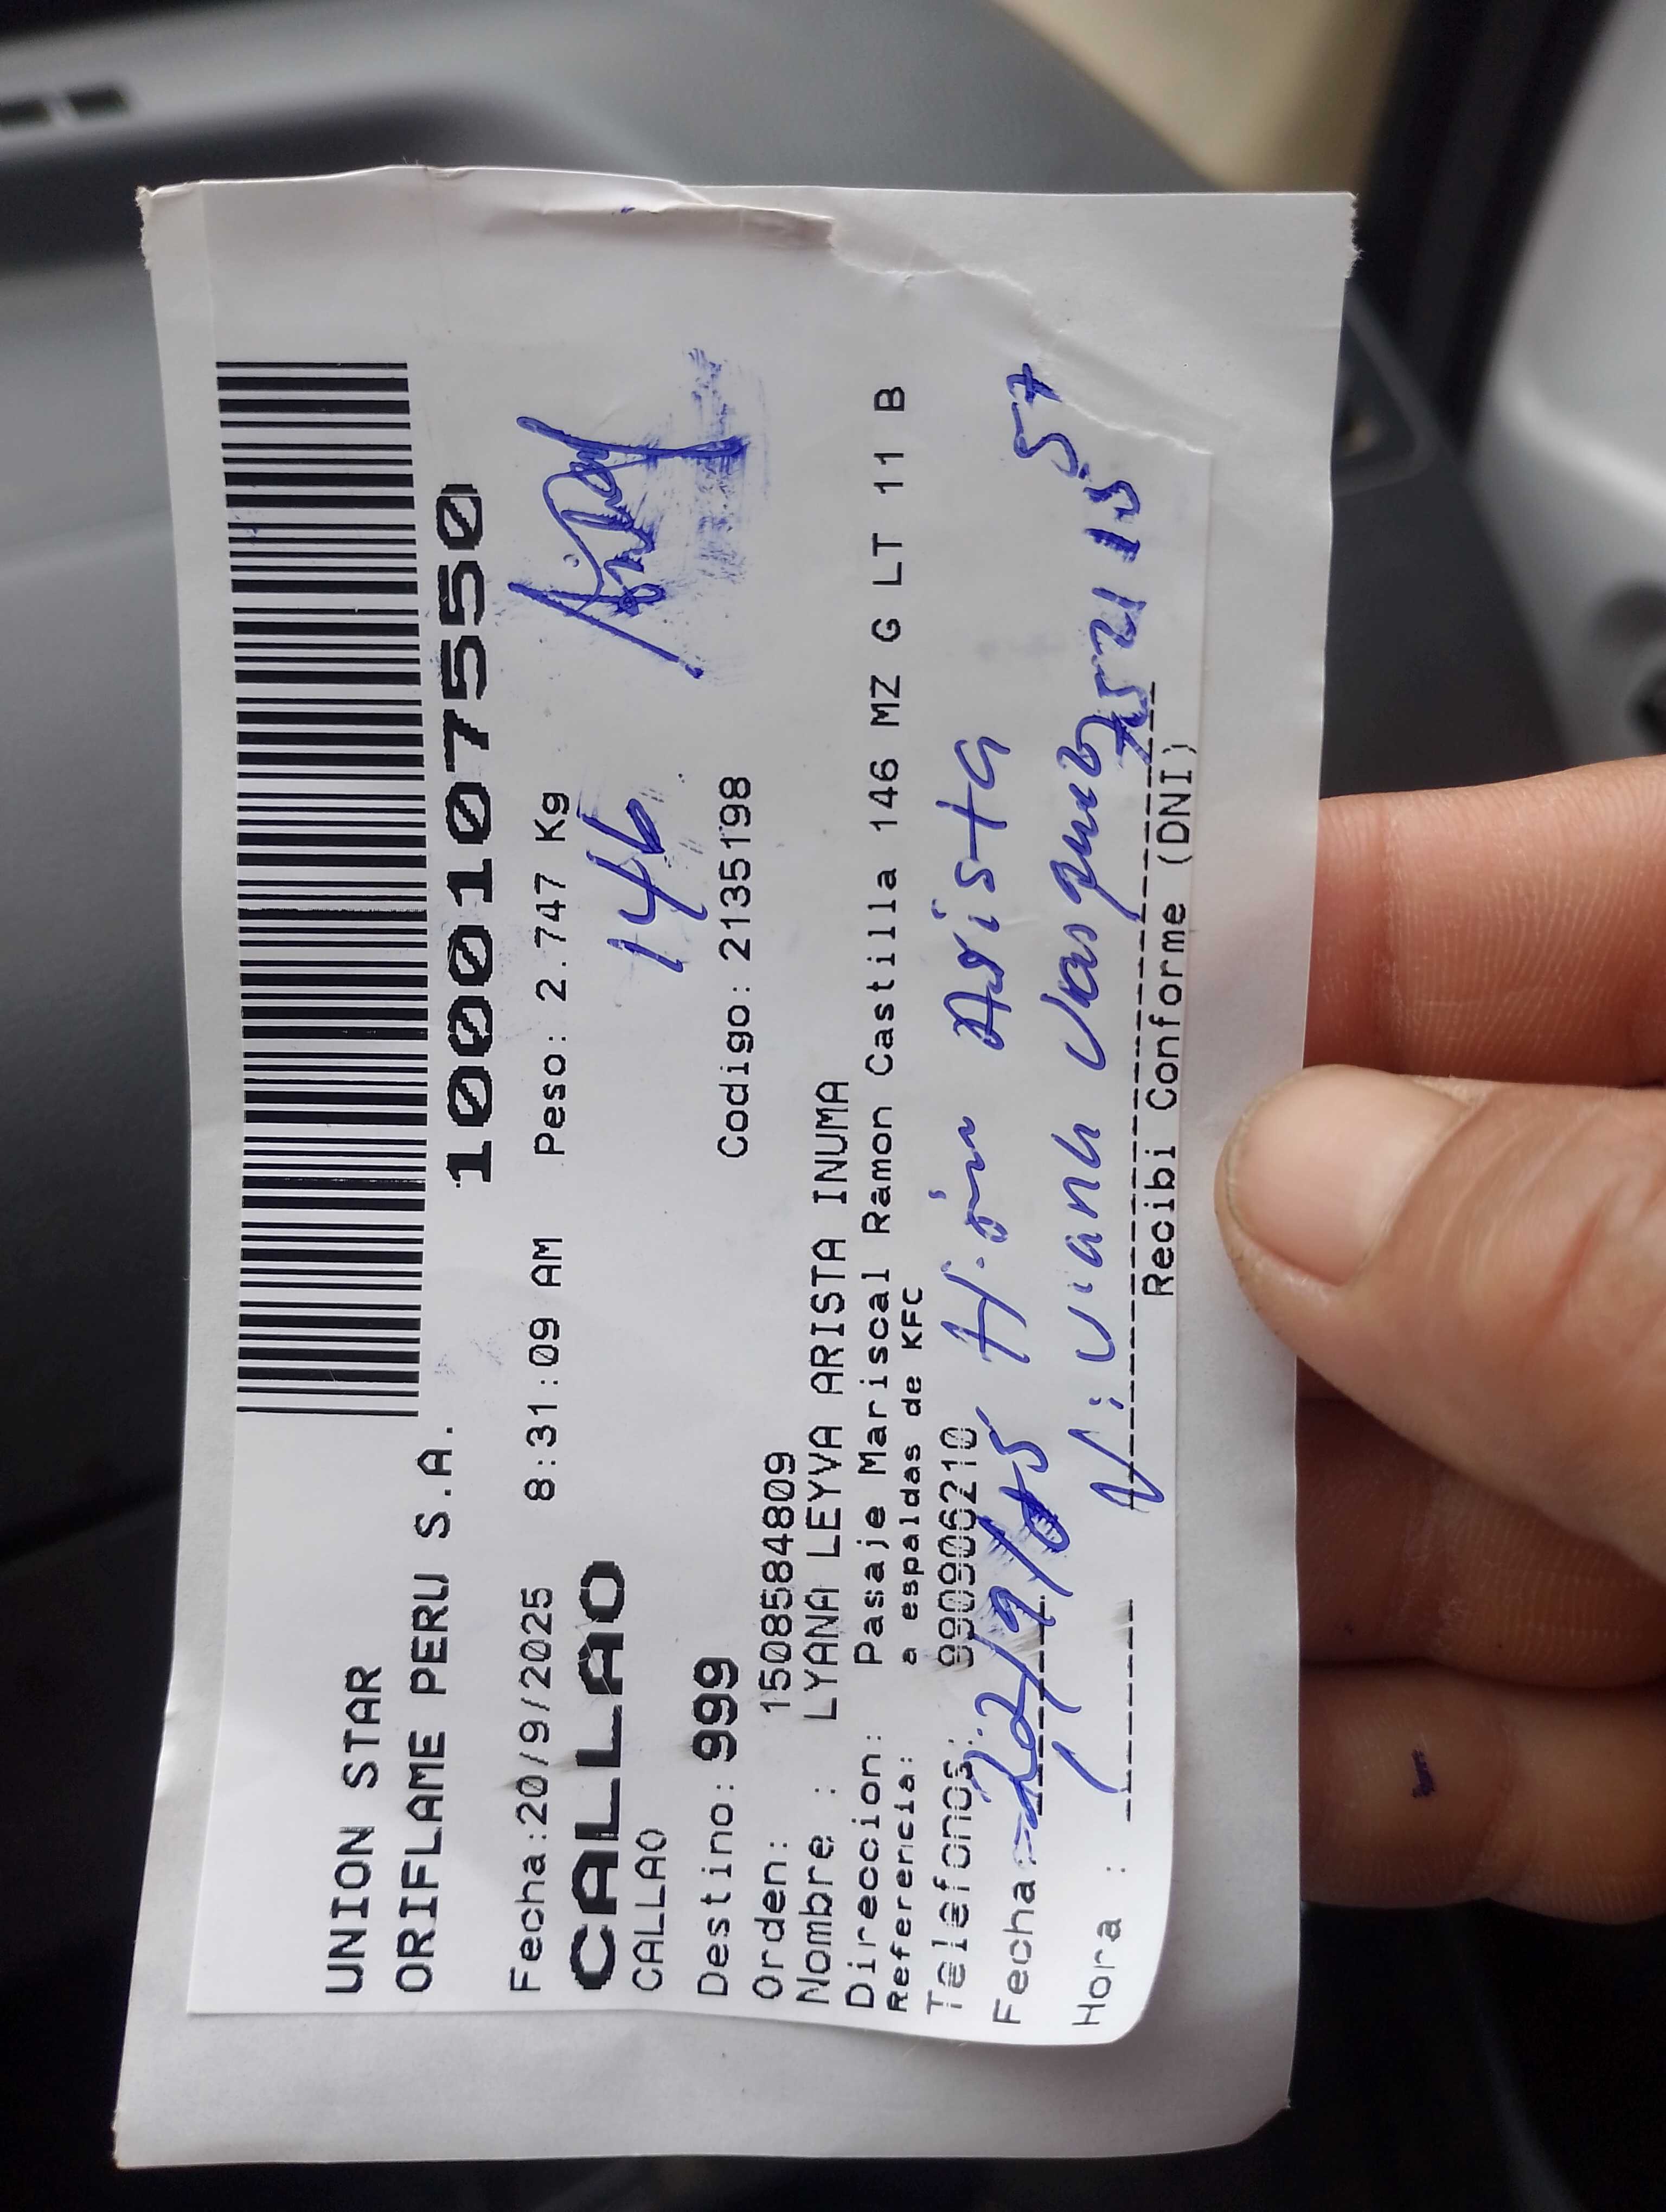 UNION STAR
ORIFLAME PERU S.A.
1000107550
Fecha:20/9/2025 8:31:09 AM Peso: 2.747 Kg
CALLAO
CALLAO
146
Destino: 999 Codigo: 21351198
Orden: 1508584809
Nombre : LYANA LEYVA ARISTA INUMA
Direccion: Pasaje Mariscal Ramon Castilla 146 MZ G LT 11 B
Referencia: a espaldas de KFC
Telefonos: 990906210
Fecha Arista
Hora :
Recibi Conforme (DNI)